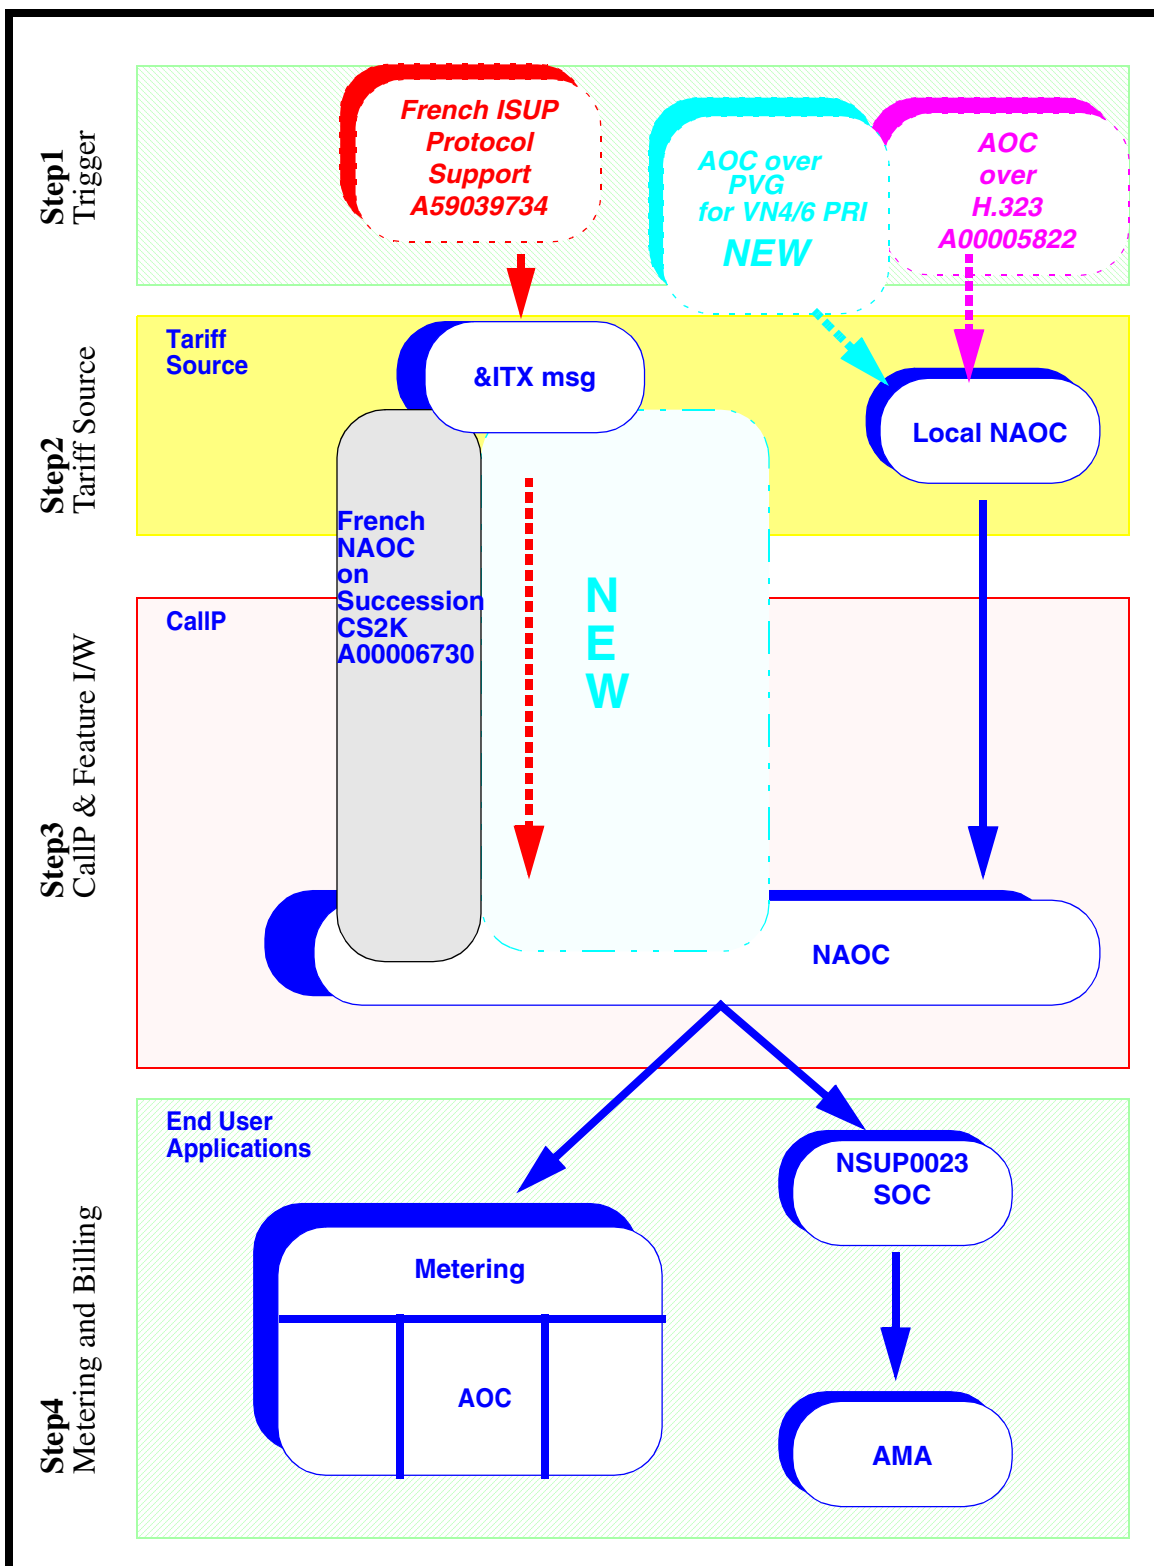 Step1
Trigger
French ISUP
Protocol
Support
A59039734
AOC over
PVG
for VN4/6 PRI
NEW
AOC
over
H.323
A00005822
Step2
Tariff Source
Tariff
Source
&ITX msg
Local NAOC
French
NAOC
on
Succession
CS2K
A00006730
N
E
W
Step3
CallP & Feature I/W
CallP
NAOC
Step4
Metering and Billing
End User
Applications
Metering
AOC
NSUP0023
SOC
AMA